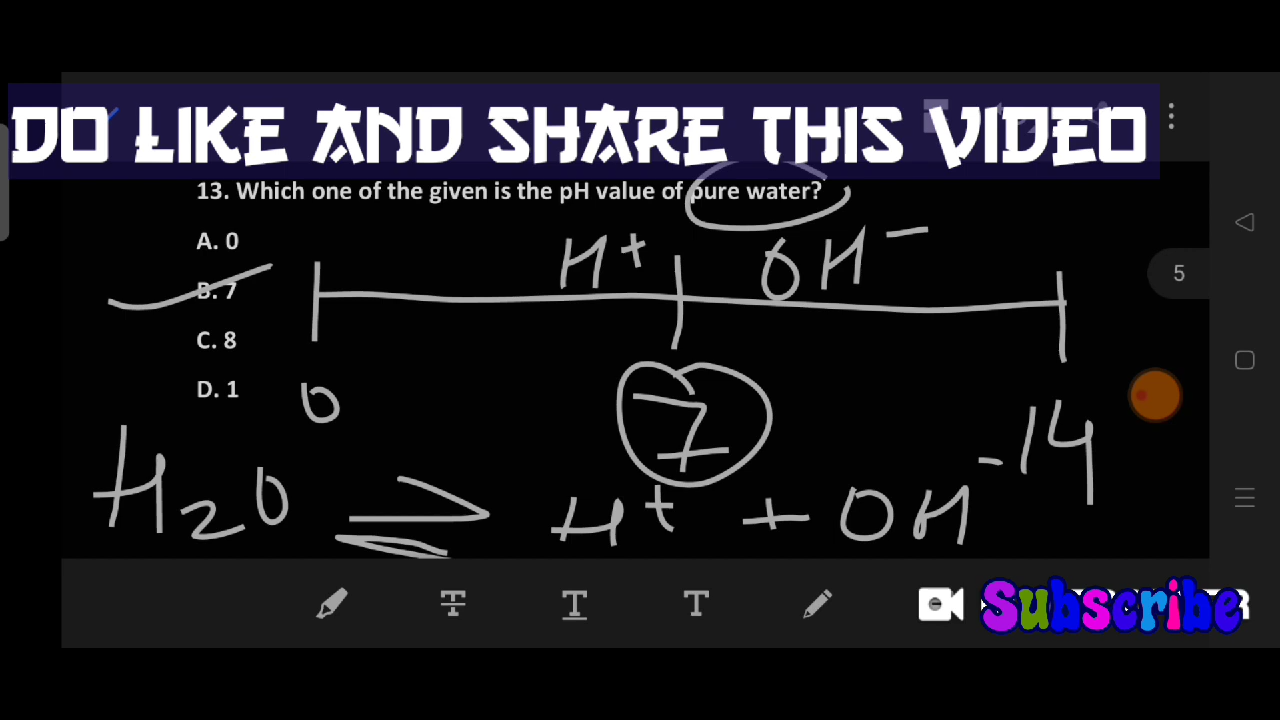 DO LIKE AND SHARE THIS VIDEO
13. Which one of the given is the pH value of pure water?
A. 0
H+ OH-
B. 7
5
C. 8
D. 1
0 7 14
H2O ⇌ H+ + OH-
T T T
Subscribe R